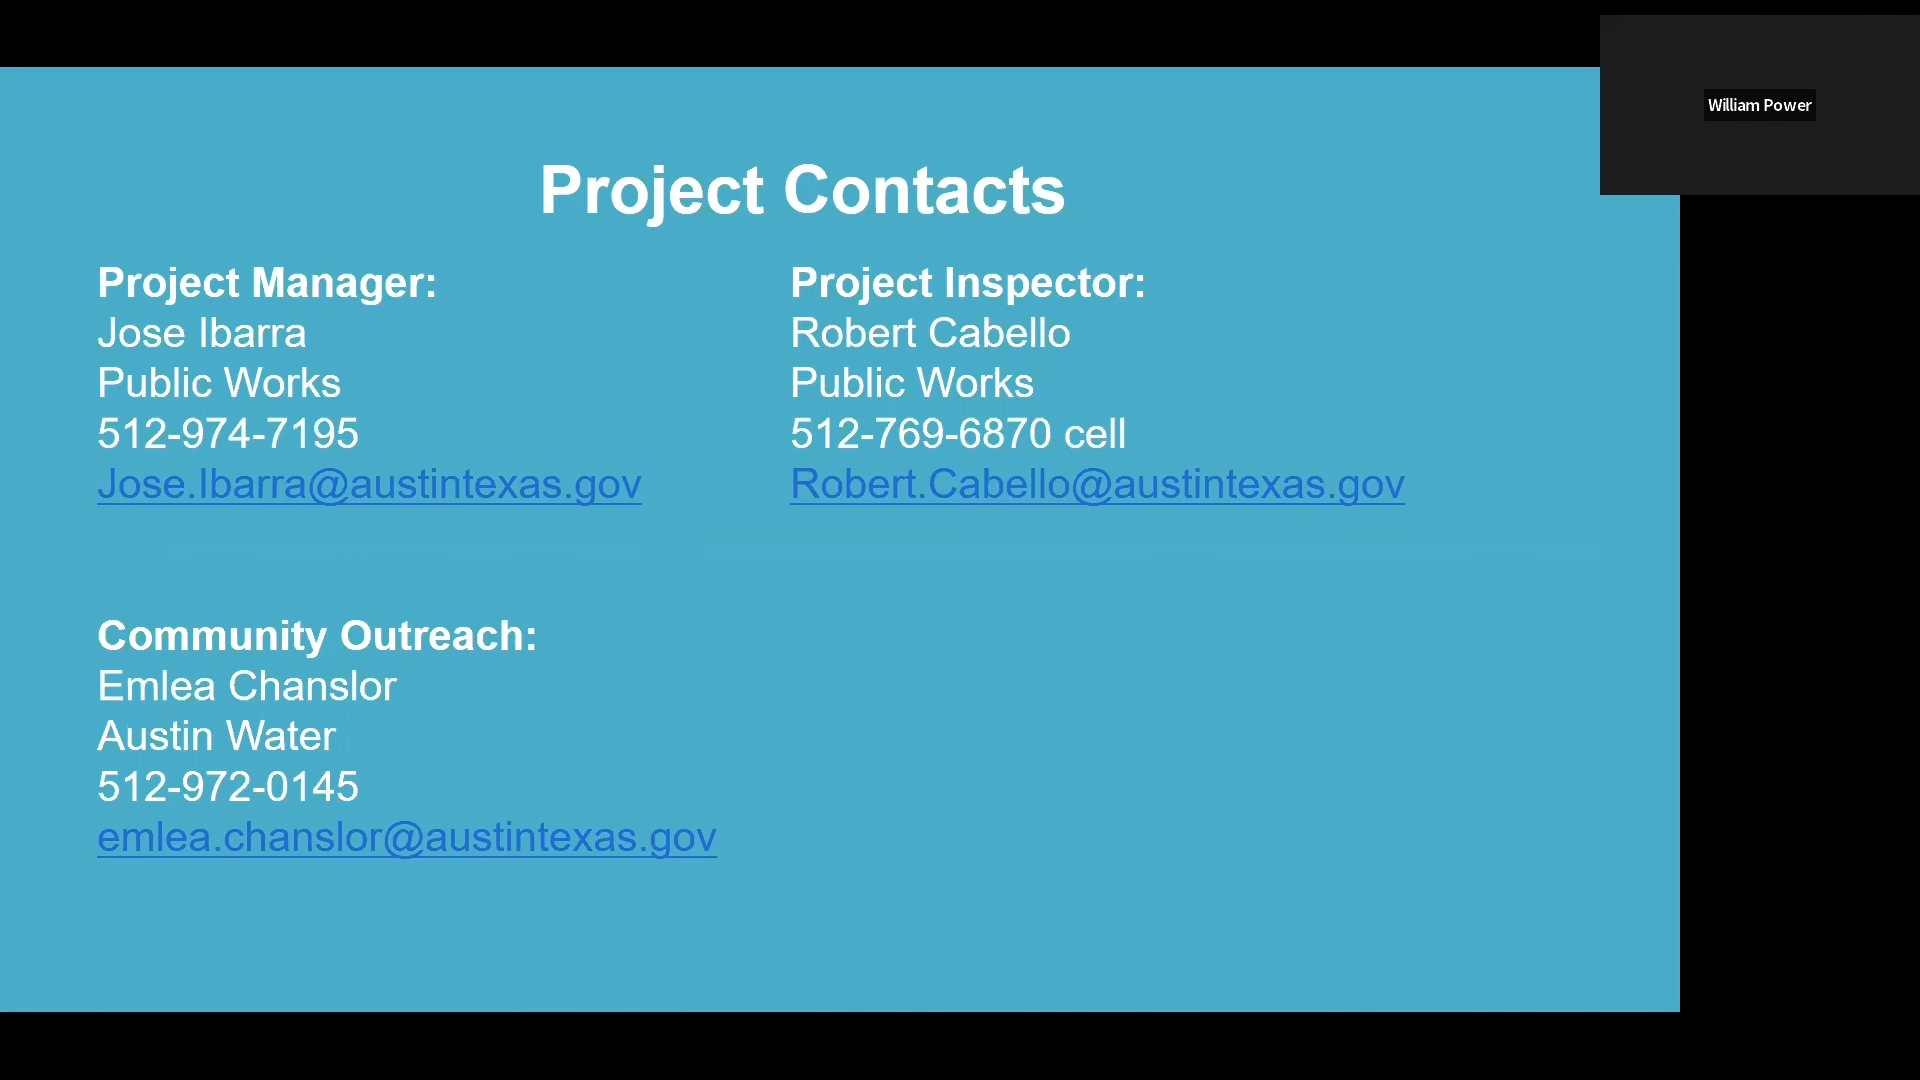 William Power
Project Contacts
Project Manager:
Jose Ibarra
Public Works
512-974-7195
Jose.Ibarra@austintexas.gov
Project Inspector:
Robert Cabello
Public Works
512-769-6870 cell
Robert.Cabello@austintexas.gov
Community Outreach:
Emlea Chanslor
Austin Water
512-972-0145
emlea.chanslor@austintexas.gov